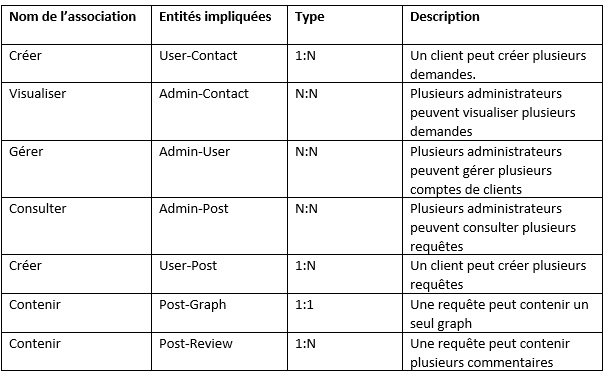 Nom de l’association Entités impliquées Type Description
Créer User-Contact 1:N Un client peut créer plusieurs
demandes.
Visualiser Admin-Contact N:N Plusieurs administrateurs
peuvent visualiser plusieurs
demandes
Gérer Admin-User N:N Plusieurs administrateurs
peuvent gérer plusieurs
comptes de clients
Consulter Admin-Post N:N Plusieurs administrateurs
peuvent consulter plusieurs
requêtes
Créer User-Post 1:N Un client peut créer plusieurs
requêtes
Contenir Post-Graph 1:1 Une requête peut contenir un
seul graph
Contenir Post-Review 1:N Une requête peut contenir
plusieurs commentaires